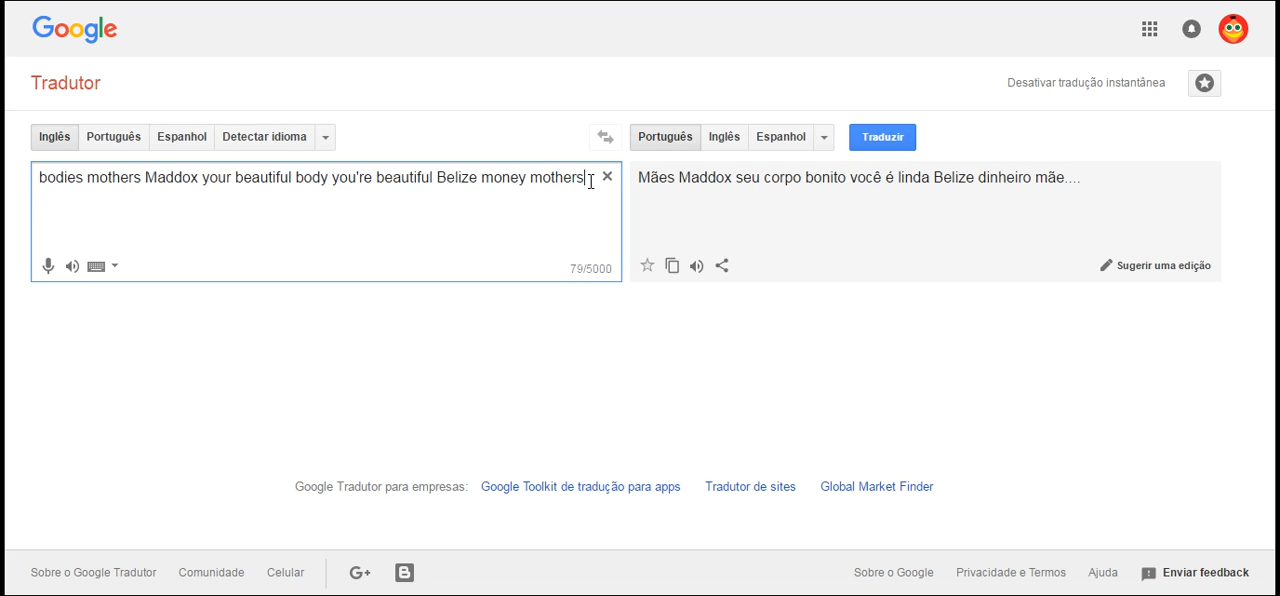 Google
Tradutor
Desativar tradução instantânea
Inglês Português Espanhol Detectar idioma
Português Inglês Espanhol Traduzir
bodies mothers Maddox your beautiful body you're beautiful Belize money mothers
Mães Maddox seu corpo bonito você é linda Belize dinheiro mãe....
79/5000
Sugerir uma edição
Google Tradutor para empresas: Google Toolkit de tradução para apps Tradutor de sites Global Market Finder
Sobre o Google Tradutor Comunidade Celular G+ B Sobre o Google Privacidade e Termos Ajuda Enviar feedback